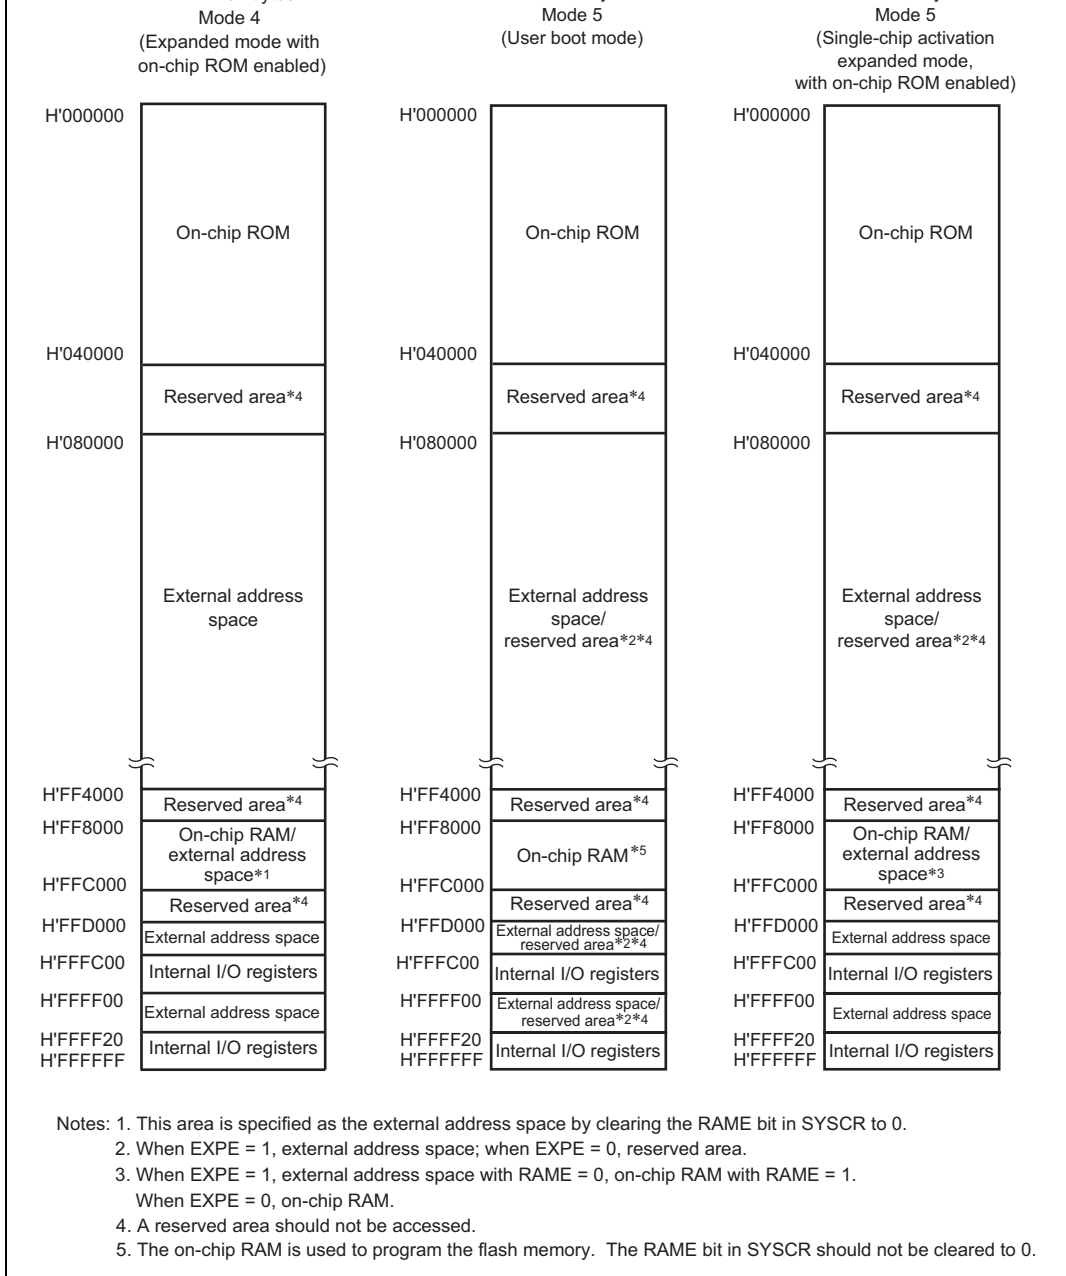 Mode 4
(Expanded mode with
on-chip ROM enabled)
H'000000
On-chip ROM
H'040000
Reserved area*4
H'080000
External address
space
H'FF4000
Reserved area*4
H'FF8000
On-chip RAM/
external address
space*1
H'FFC000
Reserved area*4
H'FFD000
External address space
H'FFFC00
Internal I/O registers
H'FFFF00
External address space
H'FFFF20
Internal I/O registers
H'FFFFFF
Mode 5
(User boot mode)
H'000000
On-chip ROM
H'040000
Reserved area*4
H'080000
External address
space/
reserved area*2*4
H'FF4000
Reserved area*4
H'FF8000
On-chip RAM*5
H'FFC000
Reserved area*4
H'FFD000
External address space/
reserved area*2*4
H'FFFC00
Internal I/O registers
H'FFFF00
External address space/
reserved area*2*4
H'FFFF20
Internal I/O registers
H'FFFFFF
Mode 5
(Single-chip activation
expanded mode,
with on-chip ROM enabled)
H'000000
On-chip ROM
H'040000
Reserved area*4
H'080000
External address
space/
reserved area*2*4
H'FF4000
Reserved area*4
H'FF8000
On-chip RAM/
external address
space*3
H'FFC000
Reserved area*4
H'FFD000
External address space
H'FFFC00
Internal I/O registers
H'FFFF00
External address space
H'FFFF20
Internal I/O registers
H'FFFFFF
Notes: 1. This area is specified as the external address space by clearing the RAME bit in SYSCR to 0.
2. When EXPE = 1, external address space; when EXPE = 0, reserved area.
3. When EXPE = 1, external address space with RAME = 0, on-chip RAM with RAME = 1.
When EXPE = 0, on-chip RAM.
4. A reserved area should not be accessed.
5. The on-chip RAM is used to program the flash memory. The RAME bit in SYSCR should not be cleared to 0.